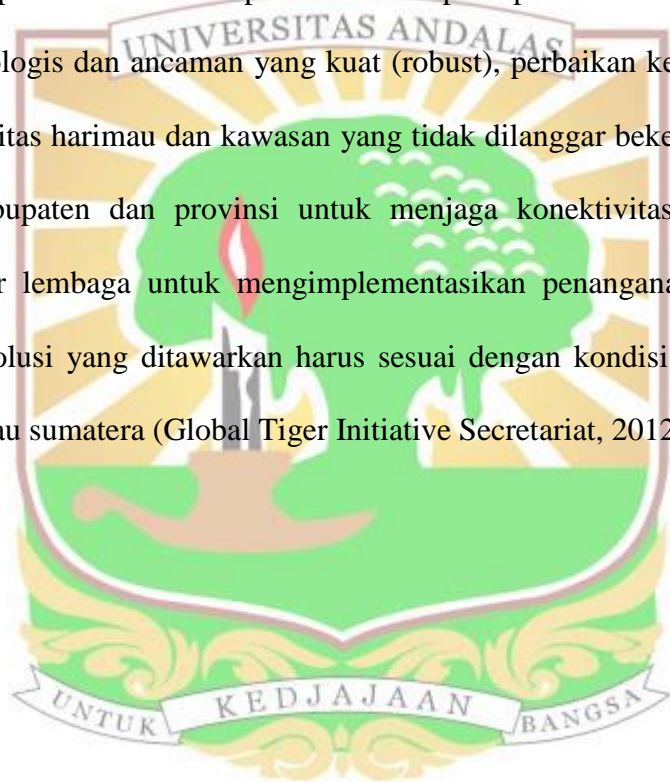 UNIVERSITAS ANDALAS
ologis dan ancaman yang kuat (robust), perbaikan ke
itas harimau dan kawasan yang tidak dilanggar beke
bupaten dan provinsi untuk menjaga konektivitas
r lembaga untuk mengimplementasikan penangana
olusi yang ditawarkan harus sesuai dengan kondisi
au sumatera (Global Tiger Initiative Secretariat, 2012
UNTUK KEDJAJAAN BANGSA